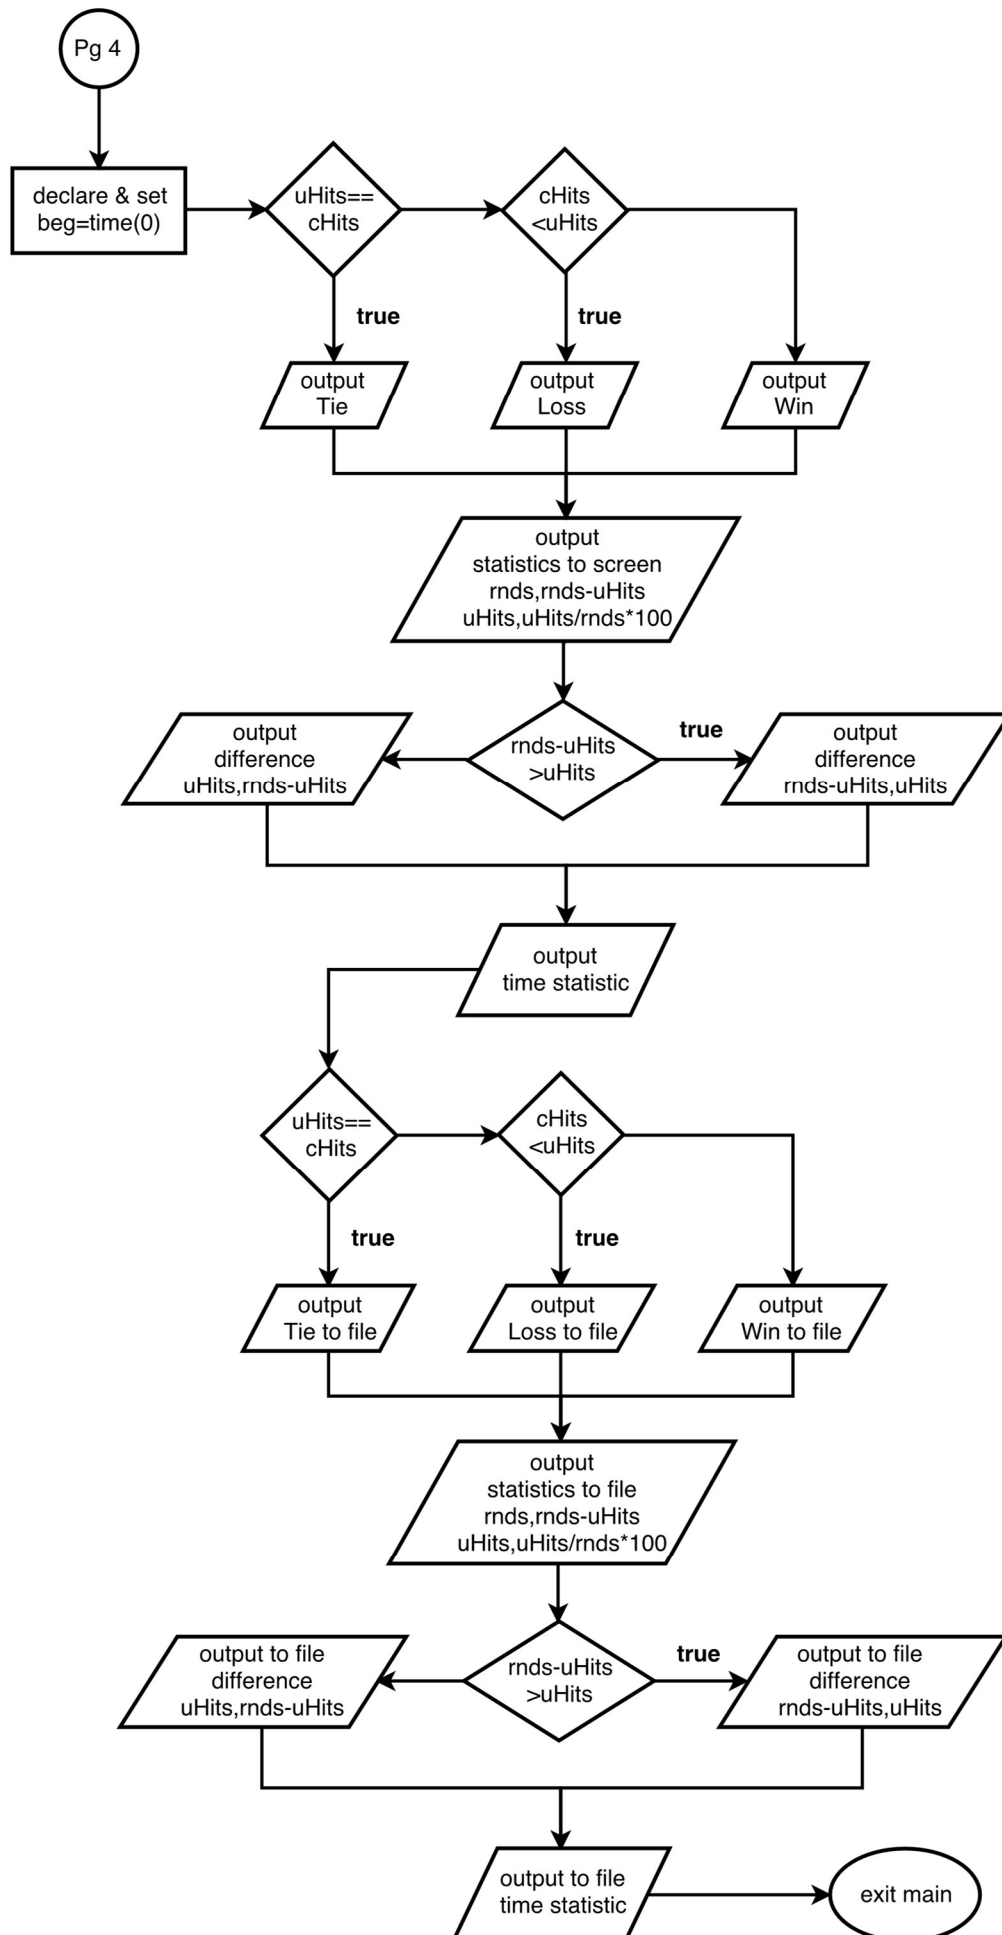 Pg 4
declare & set
beg=time(0)
uHits==
cHits
cHits
<uHits
true
true
output
Tie
output
Loss
output
Win
output
statistics to screen
rnds,rnds-uHits
uHits,uHits/rnds*100
output
difference
uHits,rnds-uHits
rnds-uHits
>uHits
true
output
difference
rnds-uHits,uHits
output
time statistic
uHits==
cHits
cHits
<uHits
true
true
output
Tie to file
output
Loss to file
output
Win to file
output
statistics to file
rnds,rnds-uHits
uHits,uHits/rnds*100
output to file
difference
uHits,rnds-uHits
rnds-uHits
>uHits
true
output to file
difference
rnds-uHits,uHits
output to file
time statistic
exit main